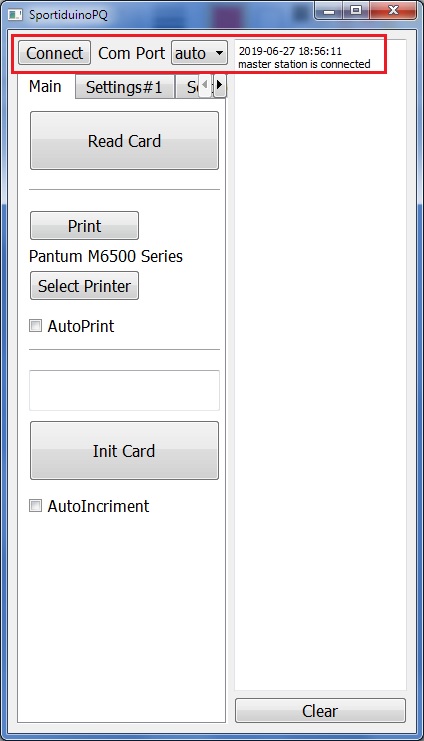 SportiduinoPQ
Connect Com Port auto
2019-06-27 18:56:11
master station is connected
Main Settings#1
Read Card
Print
Pantum M6500 Series
Select Printer
AutoPrint
Init Card
AutoIncriment
Clear